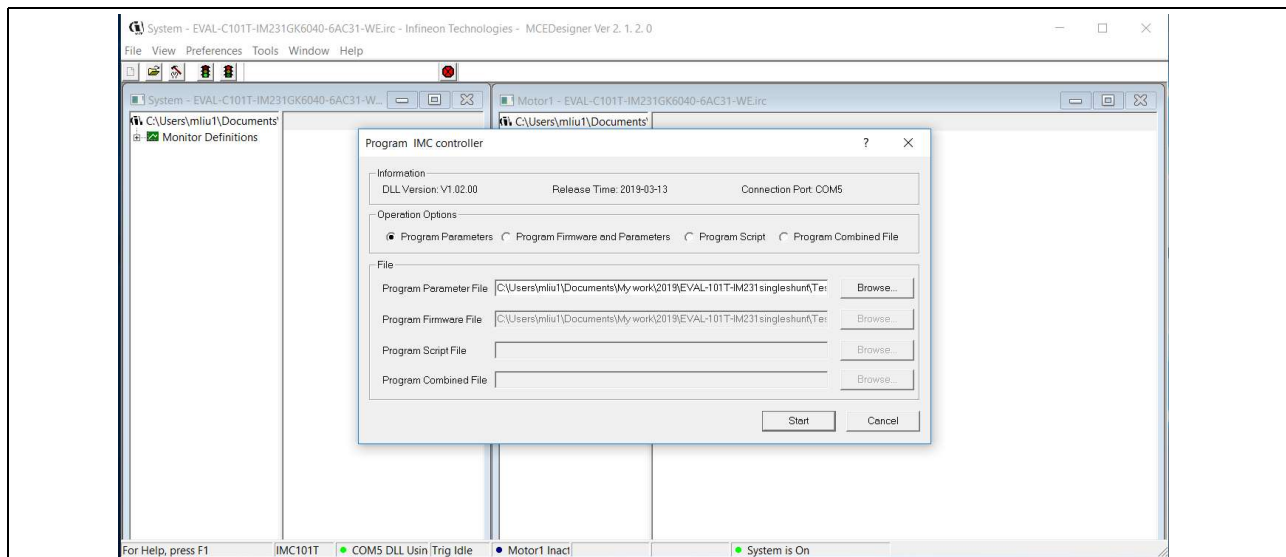 System - EVAL-C101T-IM231GK6040-6AC31-WE.irc - Infineon Technologies - MCEDesigner Ver 2. 1. 2. 0
File View Preferences Tools Window Help
System - EVAL-C101T-IM231GK6040-6AC31-W...
Motor1 - EVAL-C101T-IM231GK6040-6AC31-WE.irc
C:\Users\mliu1\Documents'
C:\Users\mliu1\Documents'
Monitor Definitions
Program IMC controller
Information
DLL Version: V1.02.00 Release Time: 2019-03-13 Connection Port: COM5
Operation Options
Program Parameters Program Firmware and Parameters Program Script Program Combined File
File
Program Parameter File C:\Users\mliu1\Documents\My work\2019\EVAL-101T-IM231singleshunt\Te Browse...
Program Firmware File C:\Users\mliu1\Documents\My work\2019\EVAL-101T-IM231singleshunt\Te Browse...
Program Script File Browse...
Program Combined File Browse...
Start Cancel
For Help, press F1 IMC101T COM5 DLL Usin Trig Idle Motor1 Inact System is On